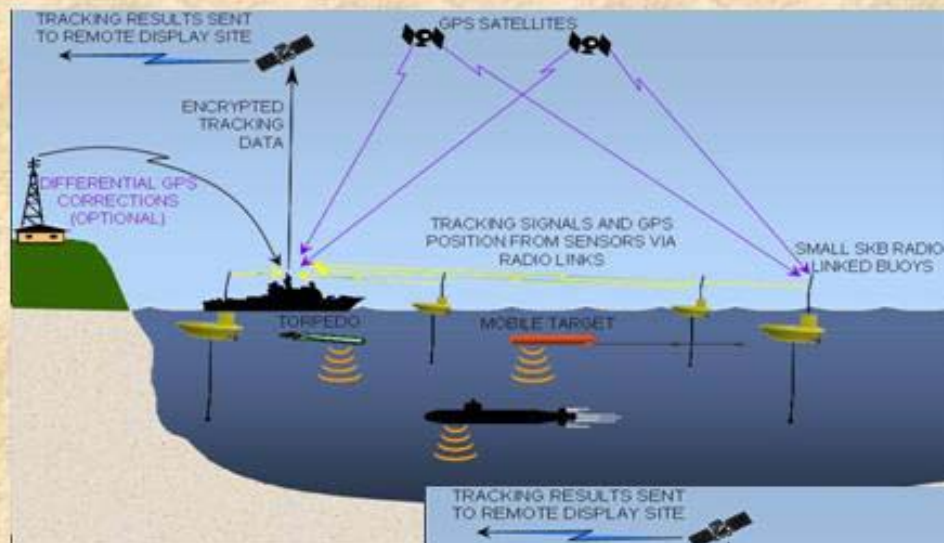 TRACKING RESULTS SENT
TO REMOTE DISPLAY SITE
GPS SATELLITES
ENCRYPTED
TRACKING
DATA
DIFFERENTIAL GPS
CORRECTIONS
(OPTIONAL)
TRACKING SIGNALS AND GPS
POSITION FROM SENSORS VIA
RADIO LINKS
SMALL SKB RADIO
LINKED BUOYS
TORPEDO
MOBILE TARGET
TRACKING RESULTS SENT
TO REMOTE DISPLAY SITE